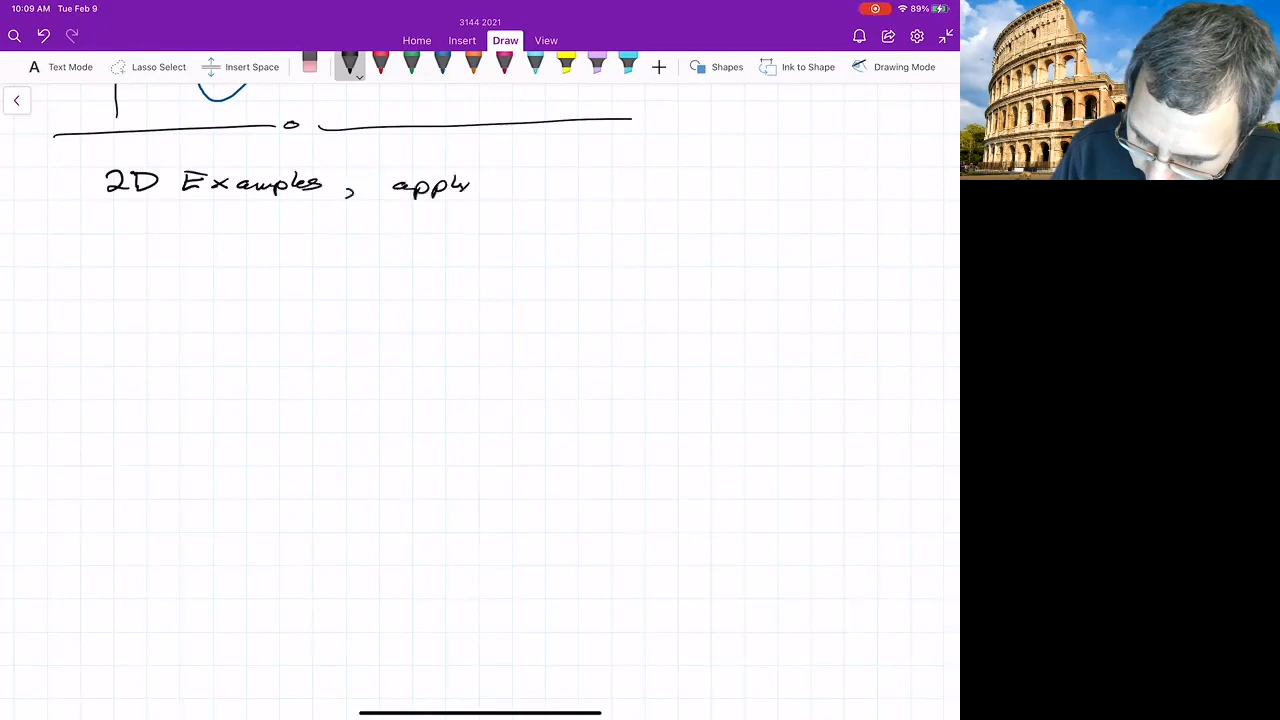 10:09 AM Tue Feb 9
89%
3144 2021
Home Insert Draw View
Text Mode Lasso Select Insert Space Shapes Ink to Shape Drawing Mode
2D Examples, apply